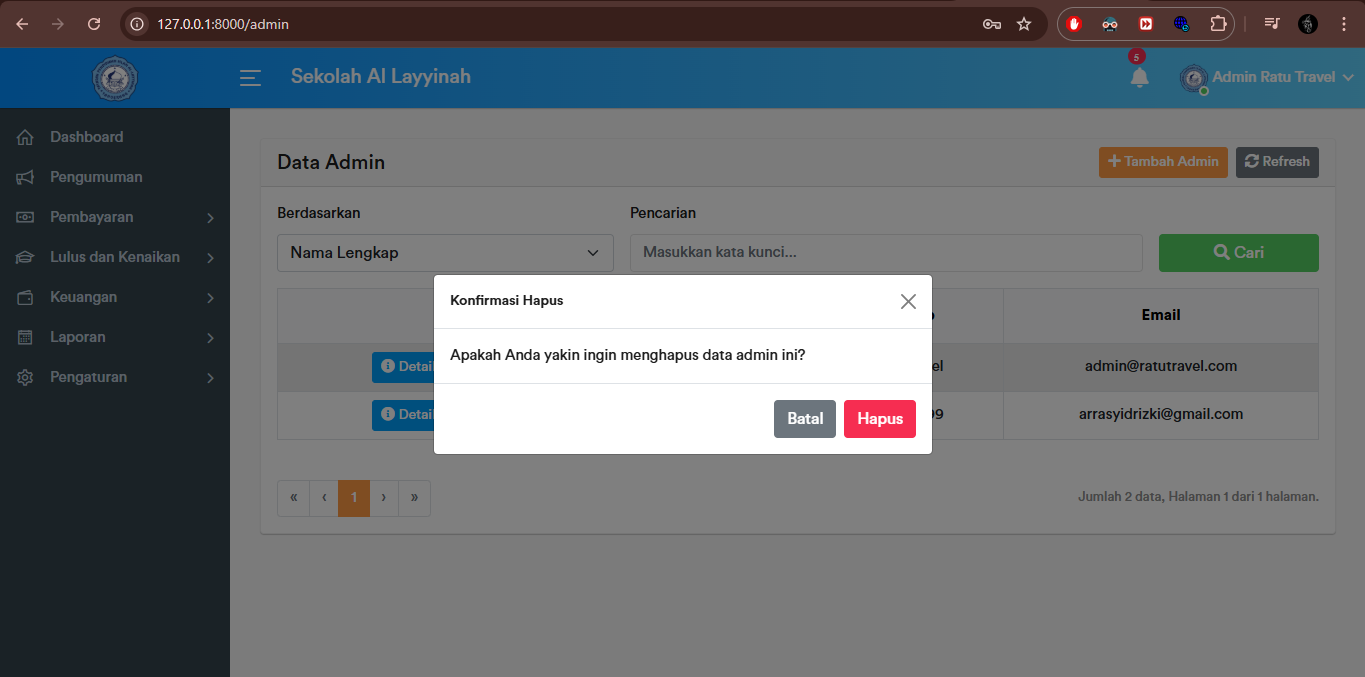 127.0.0.1:8000/admin
Sekolah Al Layyinah
5
Admin Ratu Travel
Dashboard
Pengumuman
Pembayaran
Lulus dan Kenaikan
Keuangan
Laporan
Pengaturan
Data Admin
Tambah Admin
Refresh
Berdasarkan
Pencarian
Nama Lengkap
Masukkan kata kunci...
Cari
Email
Detail
el
admin@ratutravel.com
Detail
99
arrasyidrizki@gmail.com
Konfirmasi Hapus
Apakah Anda yakin ingin menghapus data admin ini?
Batal
Hapus
« ‹ 1 › »
Jumlah 2 data, Halaman 1 dari 1 halaman.